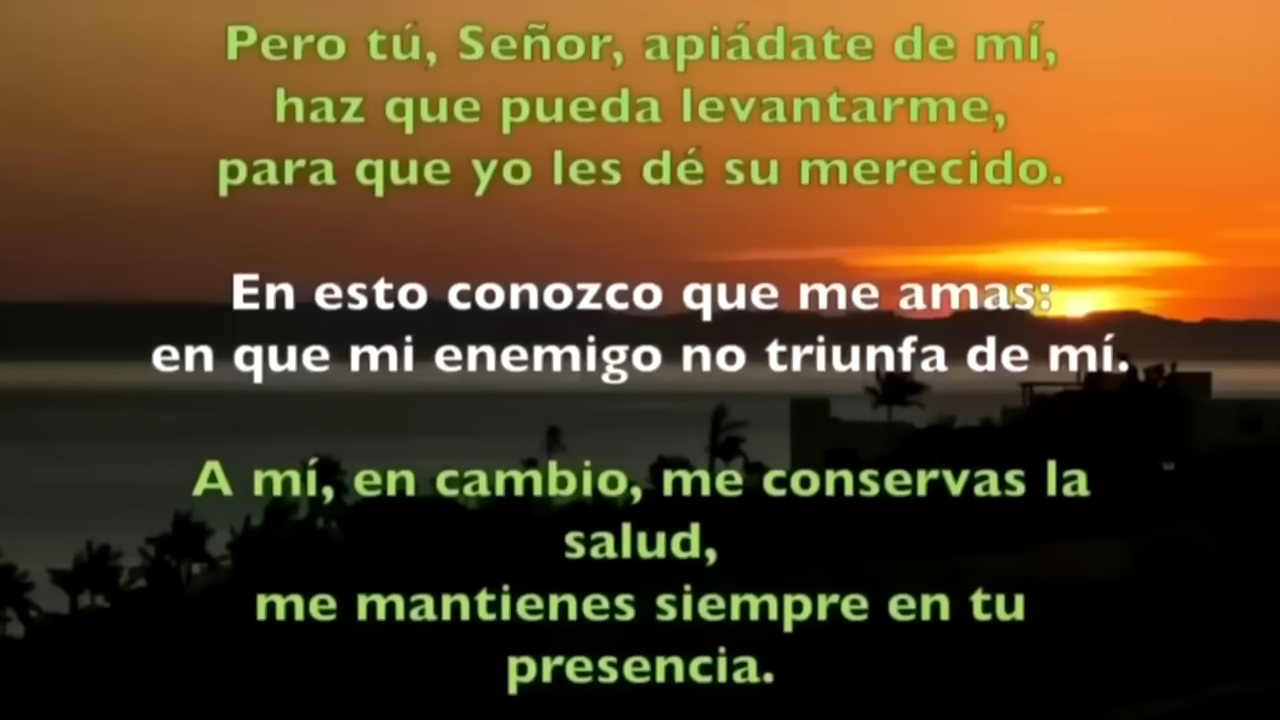 Pero tú, Señor, apiádate de mí,
haz que pueda levantarme,
para que yo les dé su merecido.
En esto conozco que me amas:
en que mi enemigo no triunfa de mí.
A mí, en cambio, me conservas la
salud,
me mantienes siempre en tu
presencia.